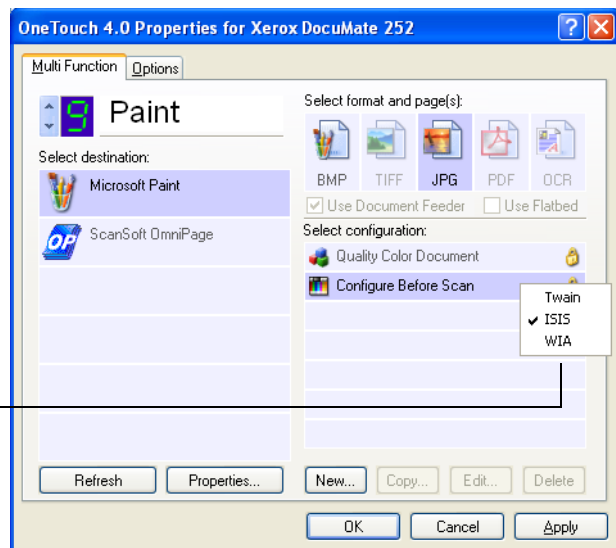 OneTouch 4.0 Properties for Xerox DocuMate 252
Multi Function
Options
9
Paint
Select destination:
Microsoft Paint
ScanSoft OmniPage
Refresh
Properties...
Select format and page(s):
BMP
TIFF
JPG
PDF
OCR
Use Document Feeder
Use Flatbed
Select configuration:
Quality Color Document
Configure Before Scan
Twain
ISIS
WIA
New...
Copy...
Edit...
Delete
OK
Cancel
Apply